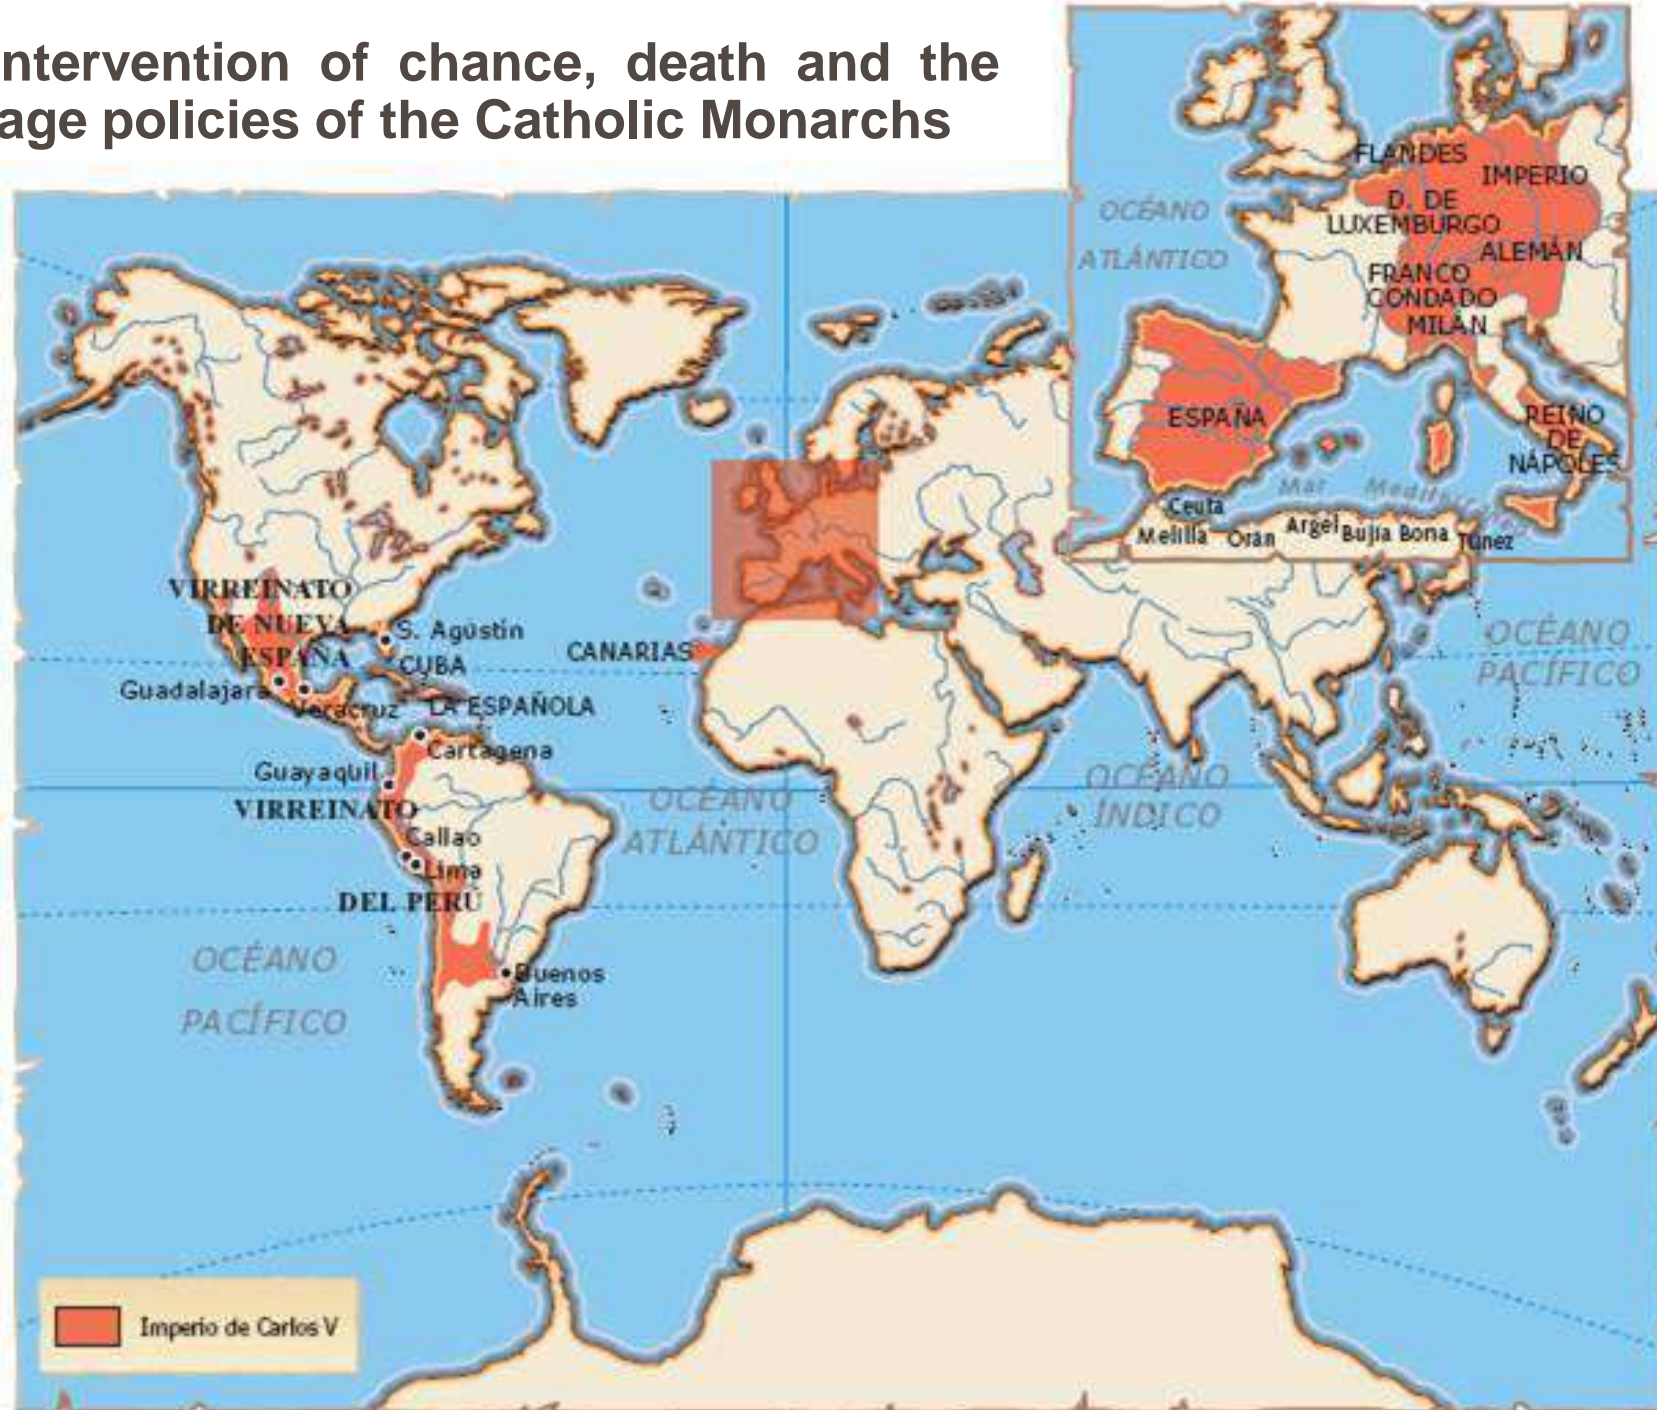 ntervention of chance, death and the
age policies of the Catholic Monarchs
FLANDES
IMPERIO
D. DE
LUXEMBURGO
ALEMÁN
FRANCO
CONDADO
MILÁN
OCÉANO
ATLÁNTICO
ESPAÑA
REINO
DE
NÁPOLES
Mar Mediterráneo
Ceuta
Melilla Orán Argel Bujía Bona Túnez
VIRREINATO
DE NUEVA
ESPAÑA
S. Agustín
CUBA
Guadalajara
Veracruz
LA ESPAÑOLA
CANARIAS
Cartagena
Guayaquil
VIRREINATO
Callao
Lima
DEL PERÚ
Buenos
Aires
OCÉANO
PACÍFICO
OCÉANO
ATLÁNTICO
OCÉANO
ÍNDICO
OCÉANO
PACÍFICO
Imperio de Carlos V